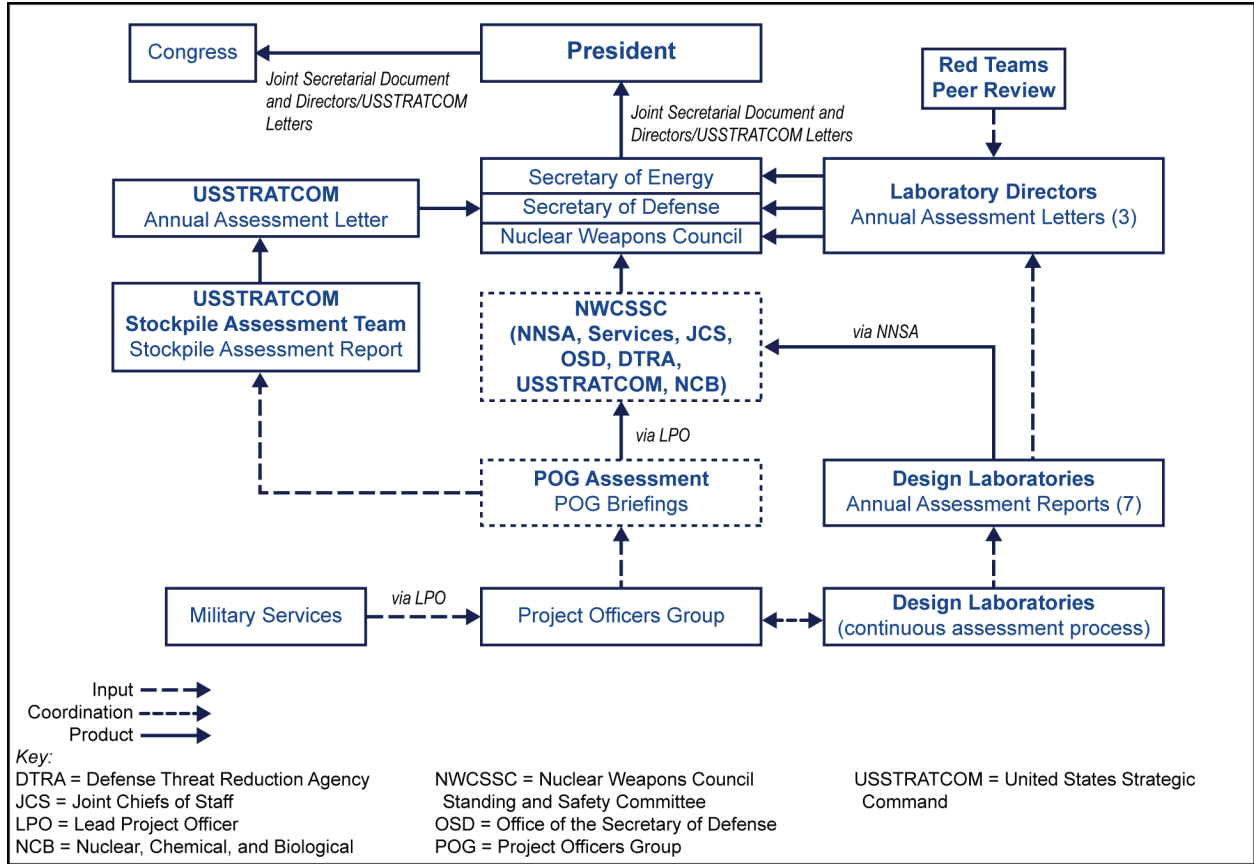 Congress
President
Joint Secretarial Document
and Directors/USSTRATCOM
Letters
Joint Secretarial Document and
Directors/USSTRATCOM Letters
Red Teams
Peer Review
USSTRATCOM
Annual Assessment Letter
Secretary of Energy
Secretary of Defense
Nuclear Weapons Council
Laboratory Directors
Annual Assessment Letters (3)
USSTRATCOM
Stockpile Assessment Team
Stockpile Assessment Report
NWCSSC
(NNSA, Services, JCS,
OSD, DTRA,
USSTRATCOM, NCB)
via NNSA
via LPO
POG Assessment
POG Briefings
Design Laboratories
Annual Assessment Reports (7)
Military Services
via LPO
Project Officers Group
Design Laboratories
(continuous assessment process)
Input
Coordination
Product
Key:
DTRA = Defense Threat Reduction Agency
JCS = Joint Chiefs of Staff
LPO = Lead Project Officer
NCB = Nuclear, Chemical, and Biological
NWCSSC = Nuclear Weapons Council
Standing and Safety Committee
OSD = Office of the Secretary of Defense
POG = Project Officers Group
USSTRATCOM = United States Strategic
Command